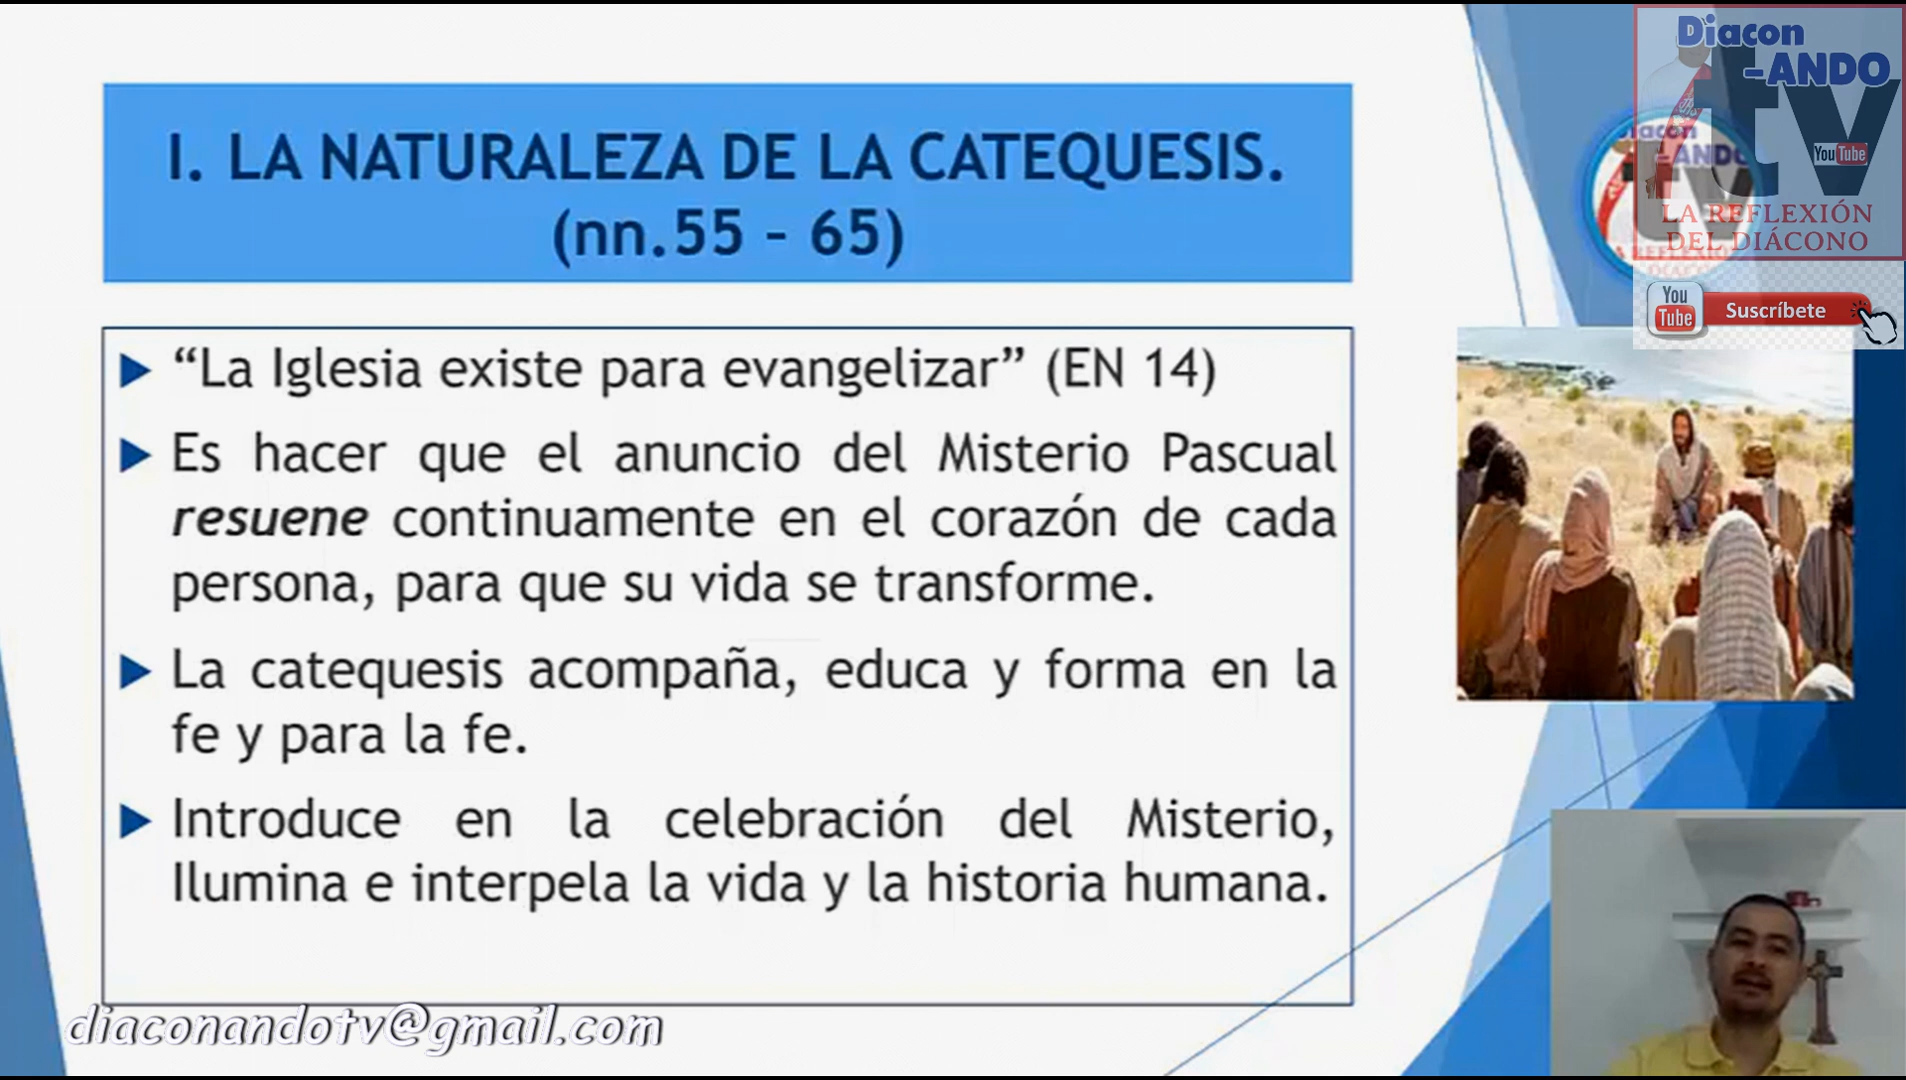 I. LA NATURALEZA DE LA CATEQUESIS.
(nn.55 – 65)
“La Iglesia existe para evangelizar” (EN 14)
Es hacer que el anuncio del Misterio Pascual
resuene continuamente en el corazón de cada
persona, para que su vida se transforme.
La catequesis acompaña, educa y forma en la
fe y para la fe.
Introduce en la celebración del Misterio,
Ilumina e interpela la vida y la historia humana.
diaconandotv@gmail.com
Diacon
-ANDO
tv
YouTube
LA REFLEXIÓN
DEL DIÁCONO
You
Tube
Suscríbete